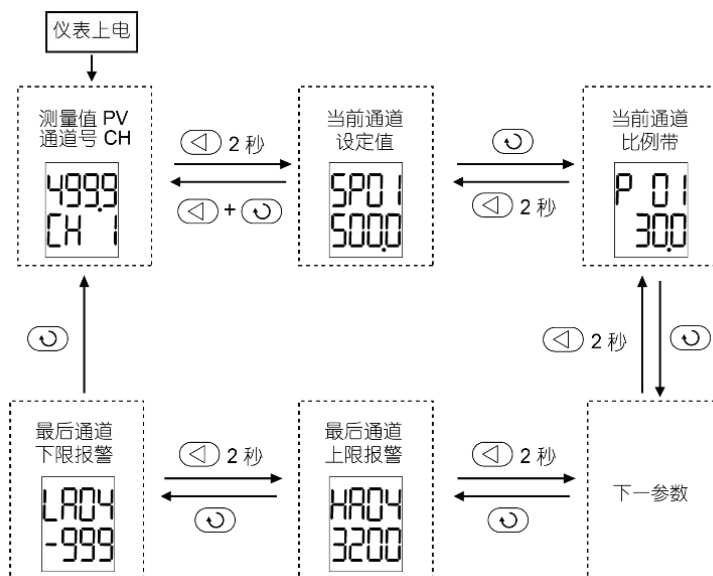 仪表上电
测量值 PV
通道号 CH
499.9
CH 1
2 秒
+
当前通道
设定值
SP01
500.0
2 秒
当前通道
比例带
P 01
30.0
2 秒
最后通道
下限报警
LA04
-999
2 秒
最后通道
上限报警
HA04
3200
2 秒
下一参数